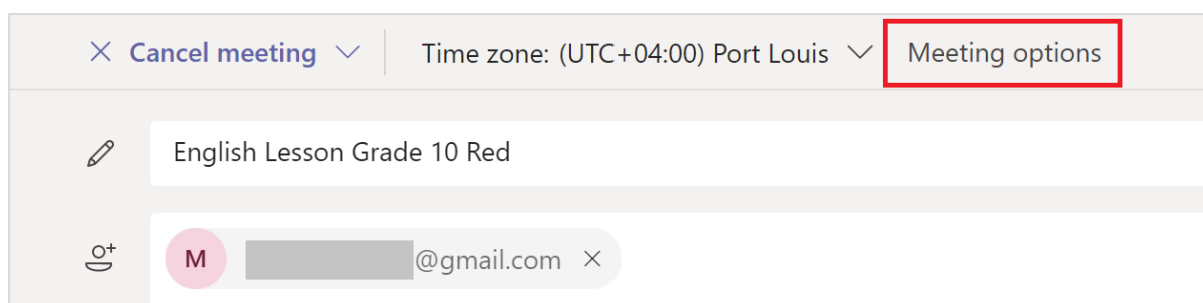 Cancel meeting Time zone: (UTC+04:00) Port Louis Meeting options
English Lesson Grade 10 Red
M @gmail.com